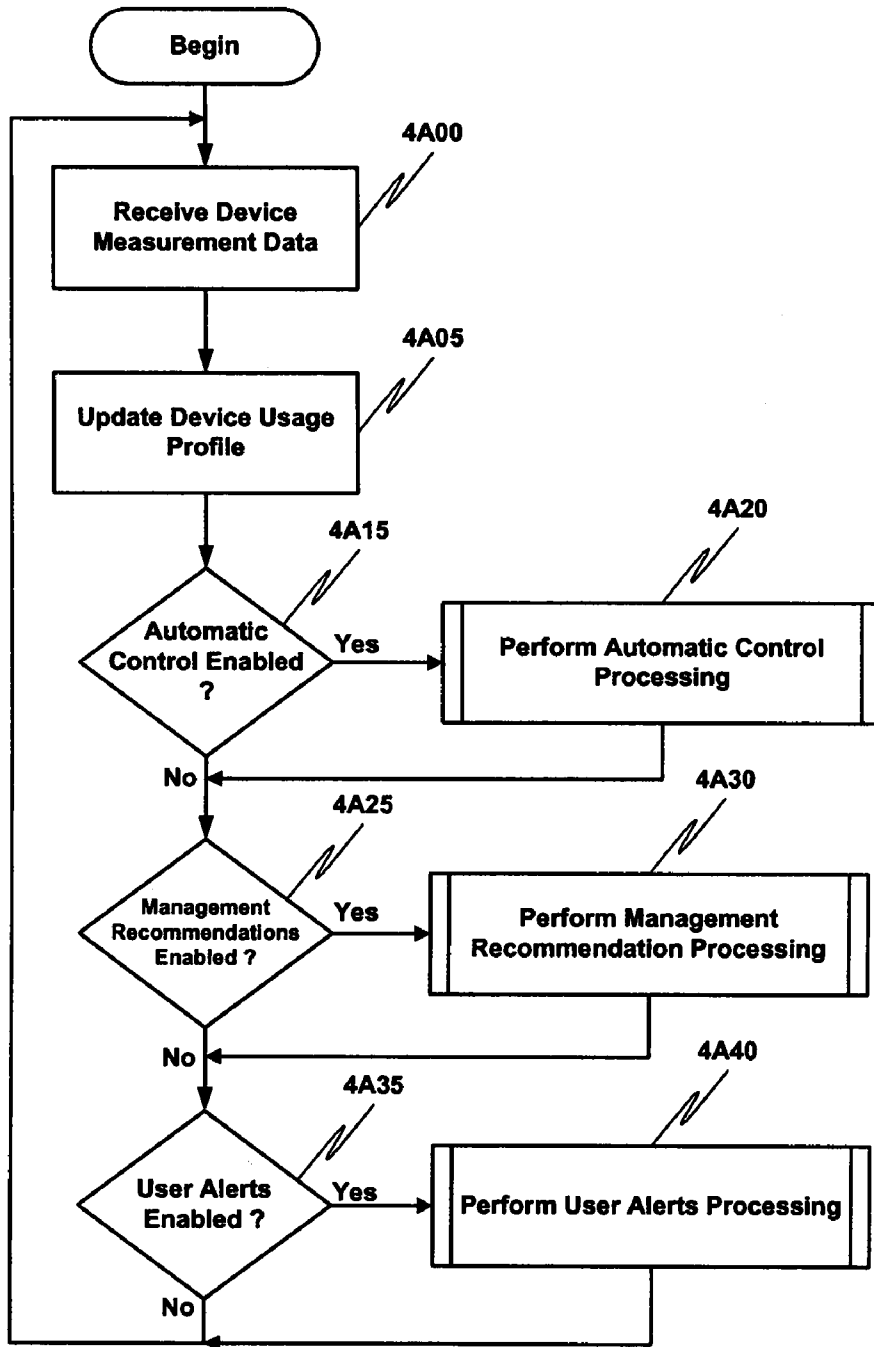 Begin
4A00
Receive Device
Measurement Data
4A05
Update Device Usage
Profile
4A15
4A20
Automatic
Control Enabled
?
Yes
Perform Automatic Control
Processing
No
4A25
4A30
Management
Recommendations
Enabled ?
Yes
Perform Management
Recommendation Processing
No
4A35
4A40
User Alerts
Enabled ?
Yes
Perform User Alerts Processing
No